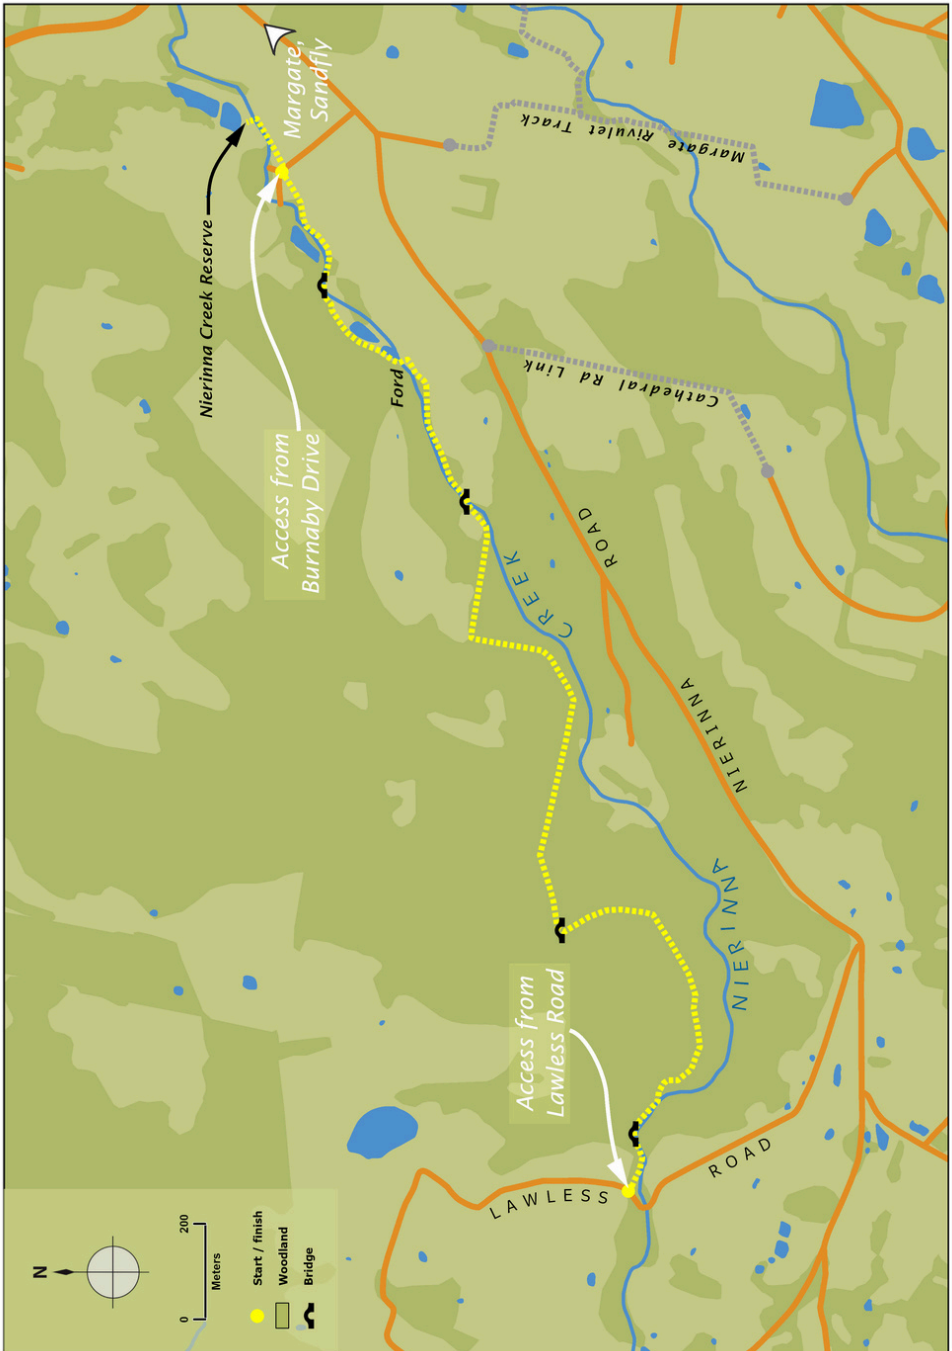 Margate,
Sandfly
Margate Rivulet Track
Nierinna Creek Reserve
Ford
Cathedral Rd Link
Access from
Burnaby Drive
ROAD
CREEK
NIERINNA
NIERINNA
Access from
Lawless Road
LAWLESS
ROAD
N
0
200
Meters
Start / finish
Woodland
Bridge